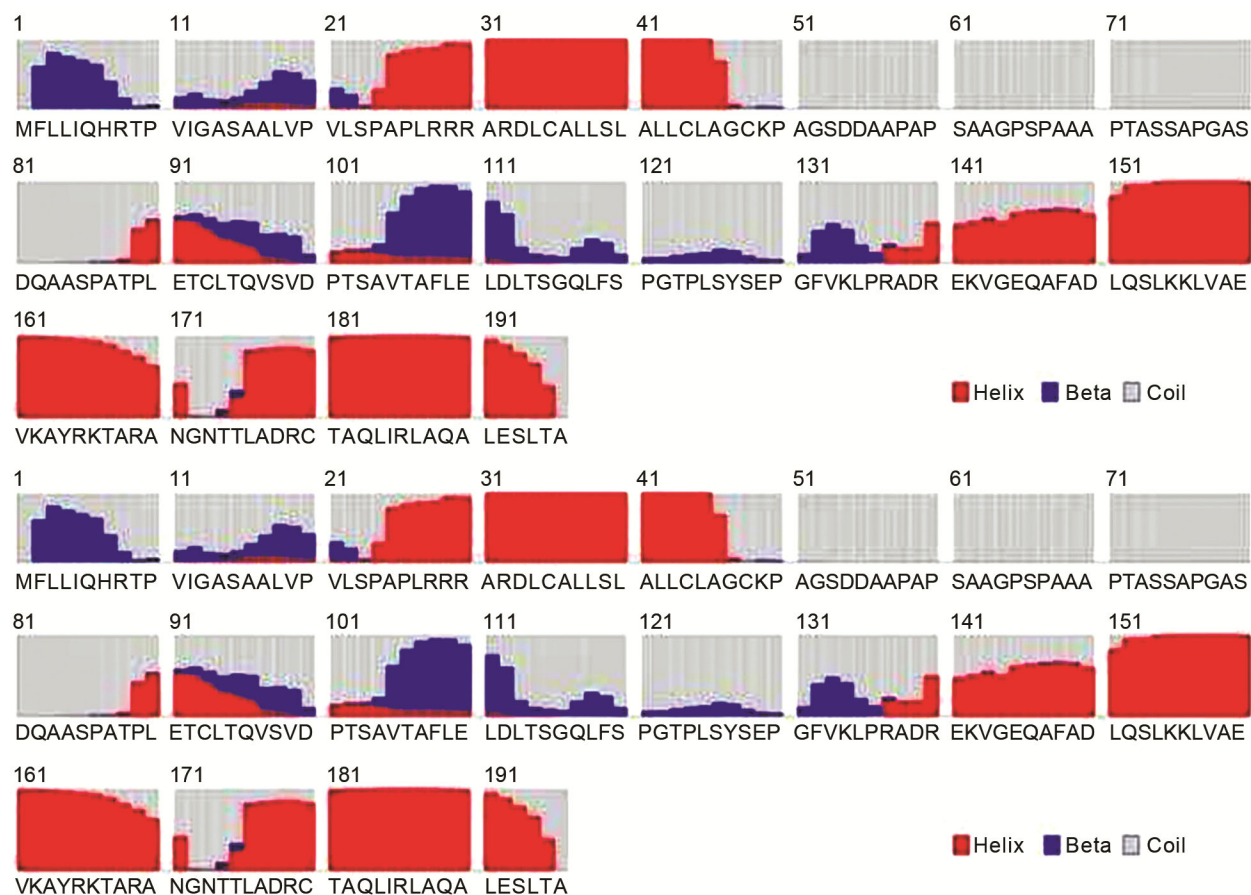 1 11 21 31 41 51 61 71
MFLLIQHRTP VIGASAALVP VLSPAPLRRR ARDLCALLSL ALLCLAGCKP AGSDDAAPAP SAAGPSPAAA PTASSAPGAS
81 91 101 111 121 131 141 151
DQAASPATPL ETCLTQVSVD PTSAVTAFLE LDLTSGQLFS PGTPLSYSEP GFVKLPRADR EKVGEQAFAD LQSLKKLVAE
161 171 181 191
Helix Beta Coil
VKAYRKTARA NGNTTLADRC TAQLIRLAQA LESLTA
1 11 21 31 41 51 61 71
MFLLIQHRTP VIGASAALVP VLSPAPLRRR ARDLCALLSL ALLCLAGCKP AGSDDAAPAP SAAGPSPAAA PTASSAPGAS
81 91 101 111 121 131 141 151
DQAASPATPL ETCLTQVSVD PTSAVTAFLE LDLTSGQLFS PGTPLSYSEP GFVKLPRADR EKVGEQAFAD LQSLKKLVAE
161 171 181 191
Helix Beta Coil
VKAYRKTARA NGNTTLADRC TAQLIRLAQA LESLTA